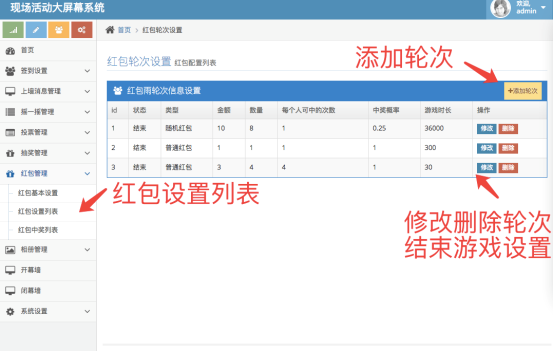 现场活动大屏幕系统
欢迎,
admin
首页 > 红包轮次设置
首页
签到设置
上墙消息管理
摇一摇管理
投票管理
抽奖管理
红包管理
红包基本设置
红包设置列表
红包中奖列表
相册管理
开幕墙
闭幕墙
系统设置
红包轮次设置 红包配置列表
添加轮次
红包雨轮次信息设置 +添加轮次
id 状态 类型 金额 数量 每个人可中的次数 中奖概率 游戏时长 操作
1 结束 随机红包 10 8 1 0.25 36000 修改 删除
2 结束 普通红包 1 1 1 1 300 修改 删除
3 结束 普通红包 3 4 4 1 30 修改 删除
红包设置列表
修改删除轮次
结束游戏设置